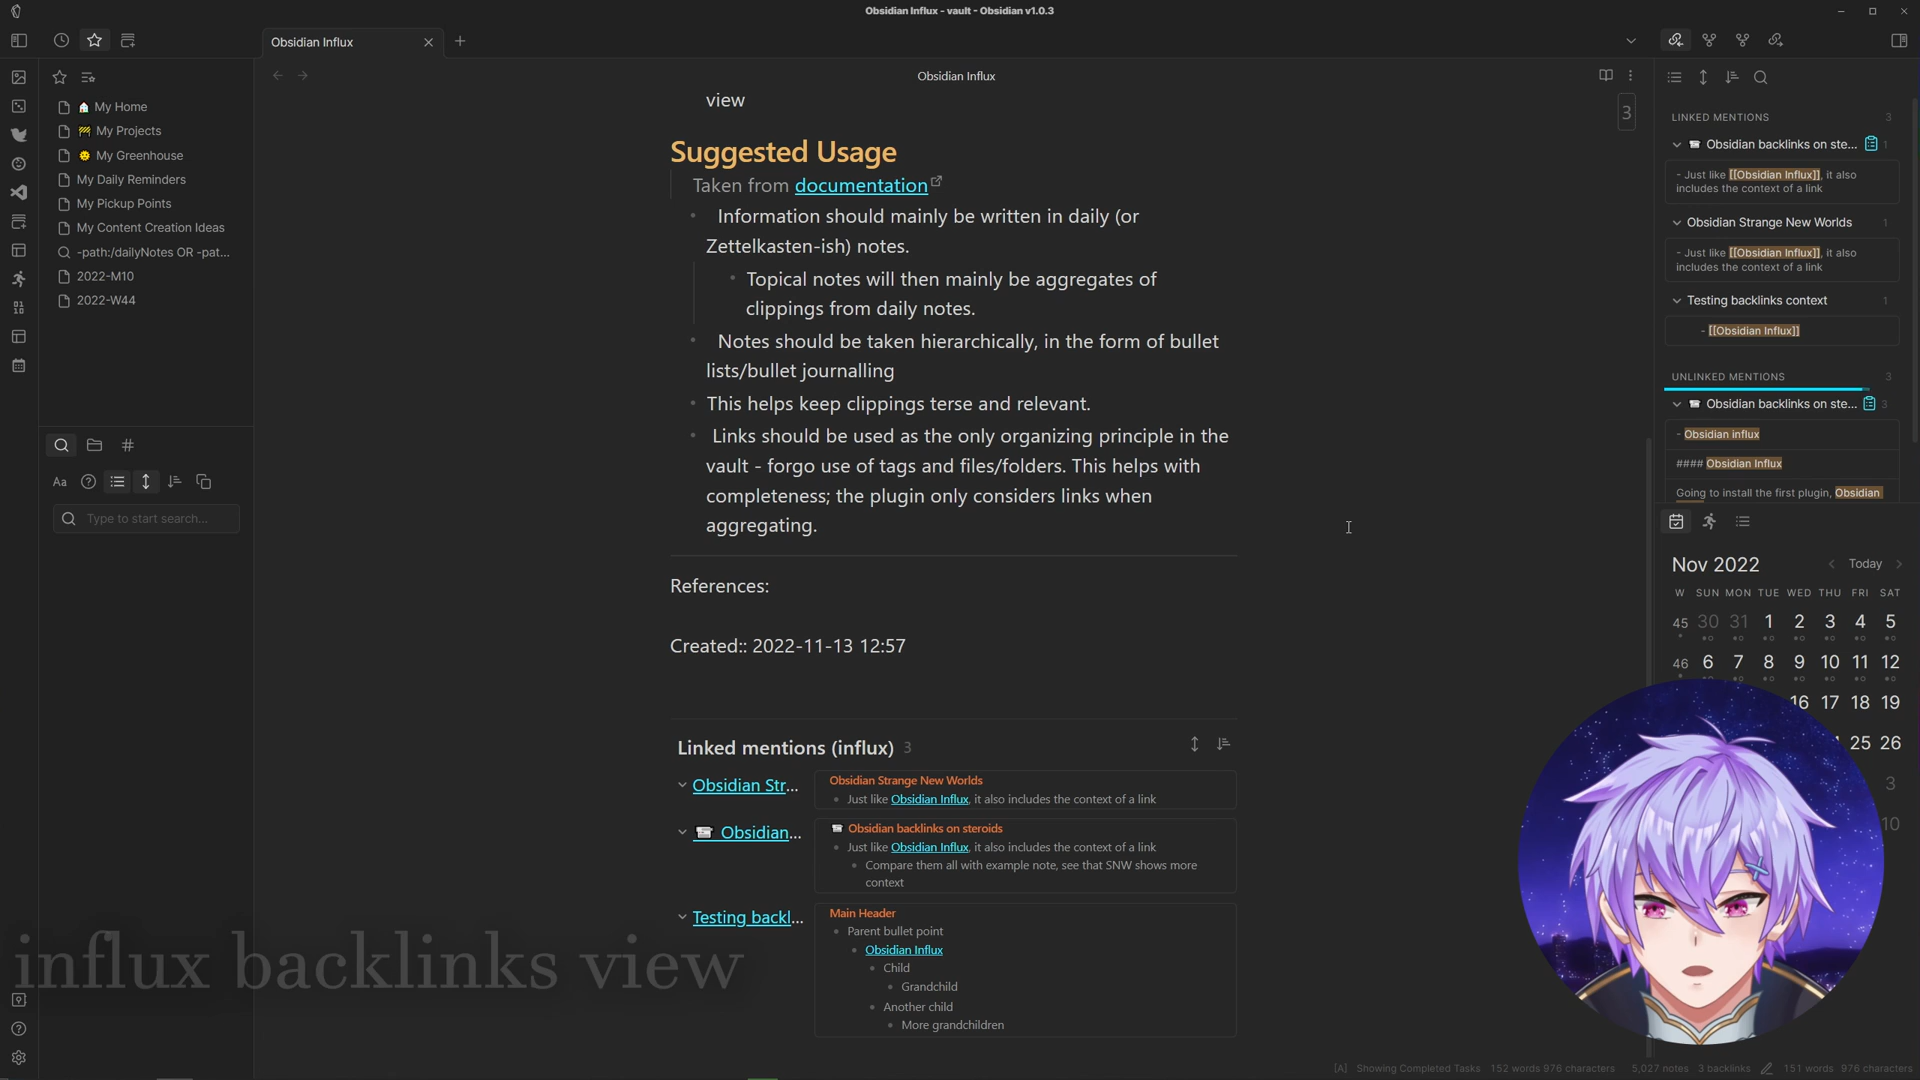 Obsidian Influx - vault - Obsidian v1.0.3
Obsidian Influx
Obsidian Influx
My Home
My Projects
My Greenhouse
My Daily Reminders
My Pickup Points
My Content Creation Ideas
-path:/dailyNotes OR -pat...
2022-M10
2022-W44
Aa
Type to start search...
view
3
Suggested Usage
Taken from documentation
Information should mainly be written in daily (or
Zettelkasten-ish) notes.
Topical notes will then mainly be aggregates of
clippings from daily notes.
Notes should be taken hierarchically, in the form of bullet
lists/bullet journalling
This helps keep clippings terse and relevant.
Links should be used as the only organizing principle in the
vault - forgo use of tags and files/folders. This helps with
completeness; the plugin only considers links when
aggregating.
References:
Created:: 2022-11-13 12:57
Linked mentions (influx) 3
Obsidian Str...
Obsidian Strange New Worlds
Just like Obsidian Influx, it also includes the context of a link
Obsidian...
Obsidian backlinks on steroids
Just like Obsidian Influx, it also includes the context of a link
Compare them all with example note, see that SNW shows more
context
Testing backl...
Main Header
Parent bullet point
Obsidian Influx
Child
Grandchild
Another child
More grandchildren
influx backlinks view
LINKED MENTIONS 3
Obsidian backlinks on ste... 1
- Just like [[Obsidian Influx]], it also
includes the context of a link
Obsidian Strange New Worlds 1
- Just like [[Obsidian Influx]], it also
includes the context of a link
Testing backlinks context 1
- [[Obsidian Influx]]
UNLINKED MENTIONS 3
Obsidian backlinks on ste... 3
- Obsidian influx
#### Obsidian Influx
Going to install the first plugin, Obsidian
Nov 2022 Today
W SUN MON TUE WED THU FRI SAT
45 30 31 1 2 3 4 5
46 6 7 8 9 10 11 12
16 17 18 19
25 26
3
10
[A] Showing Completed Tasks 152 words 976 characters 5,027 notes 3 backlinks 151 words 976 characters